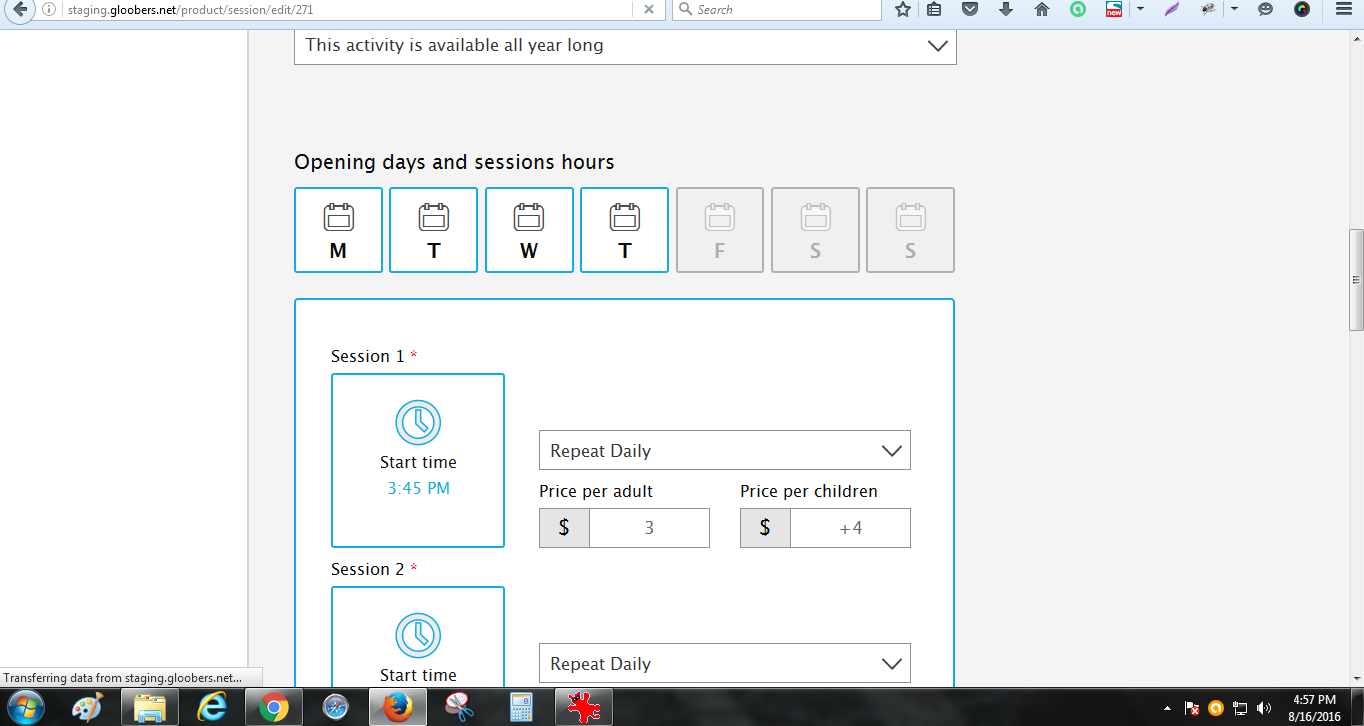 staging.gloobers.net/product/session/edit/271
Search
new
This activity is available all year long
Opening days and sessions hours
M T W T F S S
Session 1 *
Start time
3:45 PM
Repeat Daily
Price per adult Price per children
$ 3 $ +4
Session 2 *
Start time
Repeat Daily
Transferring data from staging.gloobers.net...
4:57 PM
8/16/2016